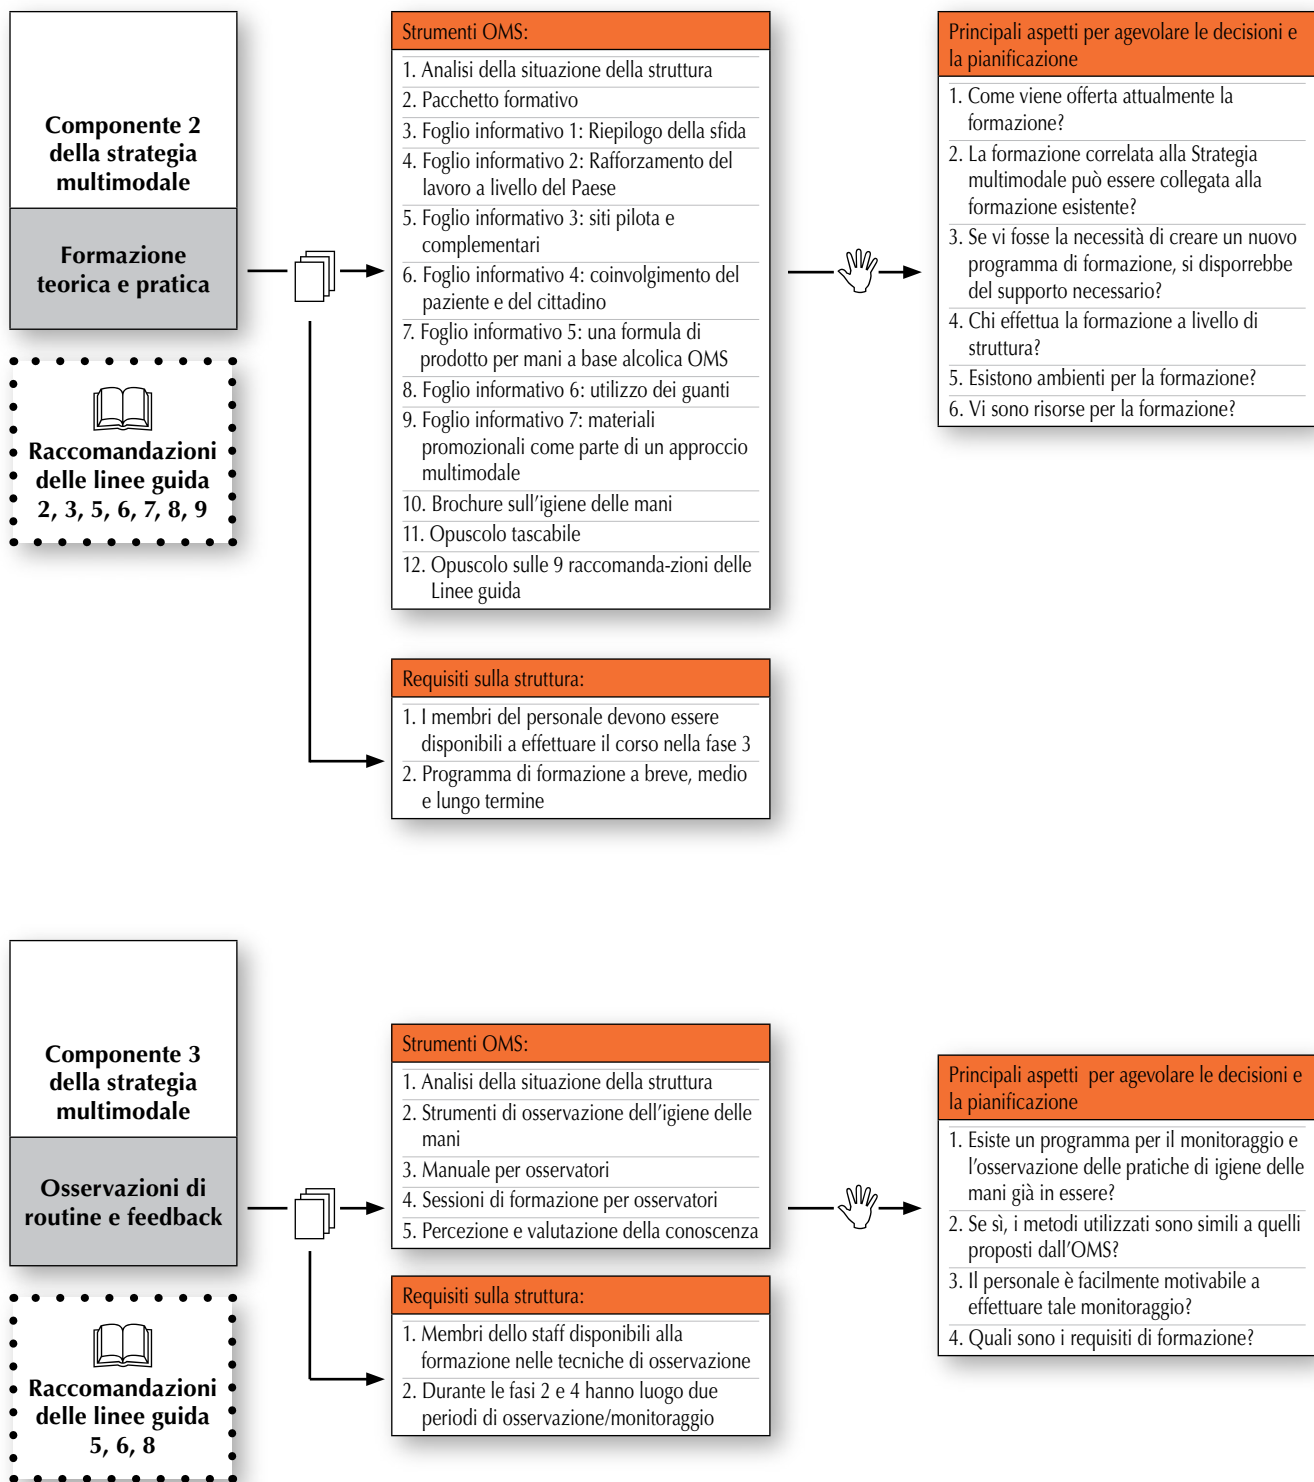 Componente 2
della strategia
multimodale
Formazione
teorica e pratica
Raccomandazioni
delle linee guida
2, 3, 5, 6, 7, 8, 9
Strumenti OMS:
1. Analisi della situazione della struttura
2. Pacchetto formativo
3. Foglio informativo 1: Riepilogo della sfida
4. Foglio informativo 2: Rafforzamento del
lavoro a livello del Paese
5. Foglio informativo 3: siti pilota e
complementari
6. Foglio informativo 4: coinvolgimento del
paziente e del cittadino
7. Foglio informativo 5: una formula di
prodotto per mani a base alcolica OMS
8. Foglio informativo 6: utilizzo dei guanti
9. Foglio informativo 7: materiali
promozionali come parte di un approccio
multimodale
10. Brochure sull'igiene delle mani
11. Opuscolo tascabile
12. Opuscolo sulle 9 raccomanda-zioni delle
Linee guida
Requisiti sulla struttura:
1. I membri del personale devono essere
disponibili a effettuare il corso nella fase 3
2. Programma di formazione a breve, medio
e lungo termine
Principali aspetti per agevolare le decisioni e
la pianificazione
1. Come viene offerta attualmente la
formazione?
2. La formazione correlata alla Strategia
multimodale può essere collegata alla
formazione esistente?
3. Se vi fosse la necessità di creare un nuovo
programma di formazione, si disporrebbe
del supporto necessario?
4. Chi effettua la formazione a livello di
struttura?
5. Esistono ambienti per la formazione?
6. Vi sono risorse per la formazione?
Componente 3
della strategia
multimodale
Osservazioni di
routine e feedback
Raccomandazioni
delle linee guida
5, 6, 8
Strumenti OMS:
1. Analisi della situazione della struttura
2. Strumenti di osservazione dell'igiene delle
mani
3. Manuale per osservatori
4. Sessioni di formazione per osservatori
5. Percezione e valutazione della conoscenza
Requisiti sulla struttura:
1. Membri dello staff disponibili alla
formazione nelle tecniche di osservazione
2. Durante le fasi 2 e 4 hanno luogo due
periodi di osservazione/monitoraggio
Principali aspetti per agevolare le decisioni e
la pianificazione
1. Esiste un programma per il monitoraggio e
l'osservazione delle pratiche di igiene delle
mani già in essere?
2. Se sì, i metodi utilizzati sono simili a quelli
proposti dall'OMS?
3. Il personale è facilmente motivabile a
effettuare tale monitoraggio?
4. Quali sono i requisiti di formazione?